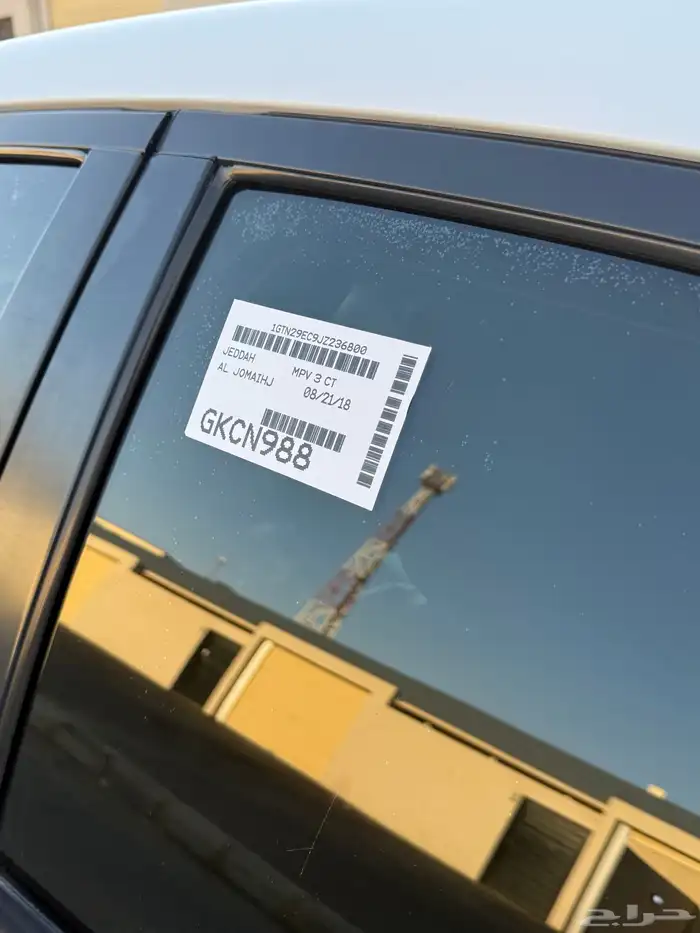 1GTN29EC9JZ236800
JEDDAH MPV 3 CT
AL JOMAIHJ 08/21/18
GKCN988
حراج